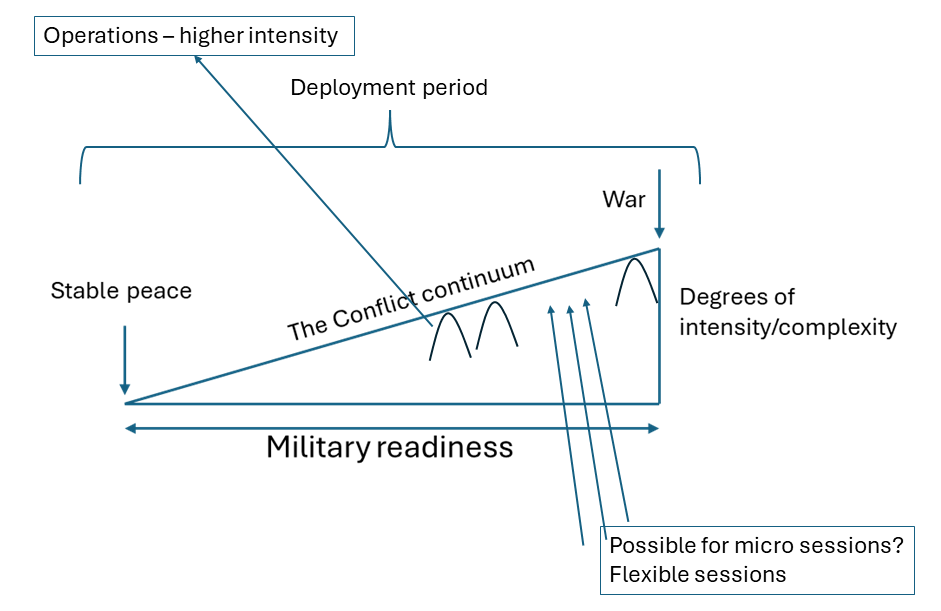 Operations – higher intensity
Deployment period
War
The Conflict continuum
Stable peace
Degrees of
intensity/complexity
Military readiness
Possible for micro sessions?
Flexible sessions